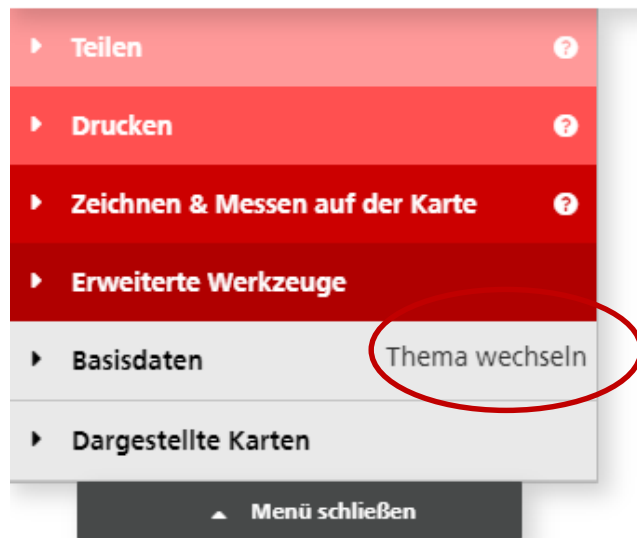 Teilen
Drucken
Zeichnen & Messen auf der Karte
Erweiterte Werkzeuge
Basisdaten Thema wechseln
Dargestellte Karten
Menü schließen